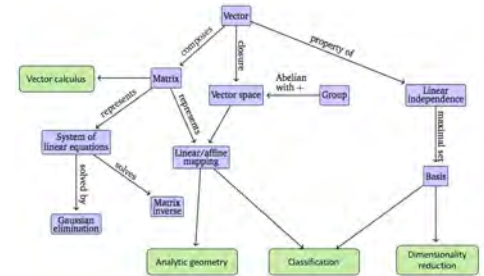 Vector
composes
closure
property of
Vector calculus
Matrix
Abelian
with +
Vector space
Group
Linear
independence
represents
represents
maximal set
System of
linear equations
Linear/affine
mapping
solved by
solves
Basis
Matrix
inverse
Gaussian
elimination
Analytic geometry
Classification
Dimensionality
reduction